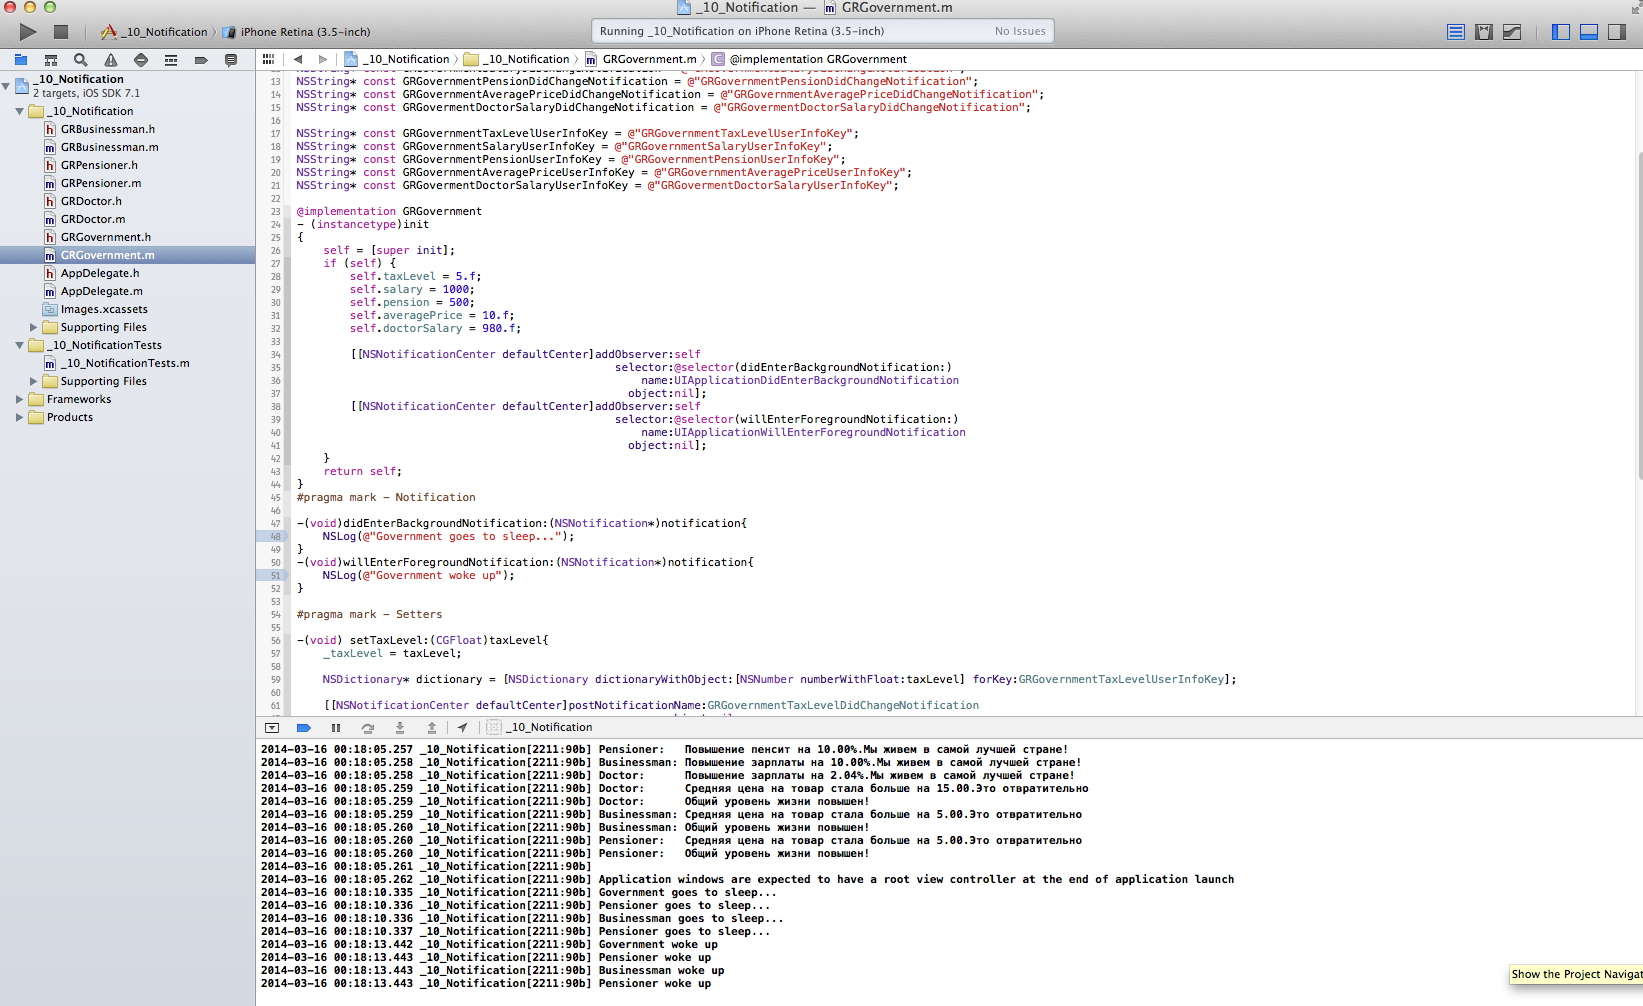 _10_Notification — GRGovernment.m
_10_Notification iPhone Retina (3.5-inch)
Running _10_Notification on iPhone Retina (3.5-inch) No Issues
_10_Notification _10_Notification GRGovernment.m @implementation GRGovernment
_10_Notification
2 targets, iOS SDK 7.1
_10_Notification
GRBusinessman.h
GRBusinessman.m
GRPensioner.h
GRPensioner.m
GRDoctor.h
GRDoctor.m
GRGovernment.h
GRGovernment.m
AppDelegate.h
AppDelegate.m
Images.xcassets
Supporting Files
_10_NotificationTests
_10_NotificationTests.m
Supporting Files
Frameworks
Products
13 NSString* const GRGovernmentPensionDidChangeNotification = @"GRGovernmentPensionDidChangeNotification";
14 NSString* const GRGovernmentAveragePriceDidChangeNotification = @"GRGovernmentAveragePriceDidChangeNotification";
15 NSString* const GRGovermentDoctorSalaryDidChangeNotification = @"GRGovermentDoctorSalaryDidChangeNotification";
16
17 NSString* const GRGovernmentTaxLevelUserInfoKey = @"GRGovernmentTaxLevelUserInfoKey";
18 NSString* const GRGovernmentSalaryUserInfoKey = @"GRGovernmentSalaryUserInfoKey";
19 NSString* const GRGovernmentPensionUserInfoKey = @"GRGovernmentPensionUserInfoKey";
20 NSString* const GRGovernmentAveragePriceUserInfoKey = @"GRGovernmentAveragePriceUserInfoKey";
21 NSString* const GRGovermentDoctorSalaryUserInfoKey = @"GRGovermentDoctorSalaryUserInfoKey";
22
23 @implementation GRGovernment
24 - (instancetype)init
25 {
26 self = [super init];
27 if (self) {
28 self.taxLevel = 5.f;
29 self.salary = 1000;
30 self.pension = 500;
31 self.averagePrice = 10.f;
32 self.doctorSalary = 980.f;
33
34 [[NSNotificationCenter defaultCenter]addObserver:self
35 selector:@selector(didEnterBackgroundNotification:)
36 name:UIApplicationDidEnterBackgroundNotification
37 object:nil];
38 [[NSNotificationCenter defaultCenter]addObserver:self
39 selector:@selector(willEnterForegroundNotification:)
40 name:UIApplicationWillEnterForegroundNotification
41 object:nil];
42 }
43 return self;
44 }
45 #pragma mark - Notification
46
47 -(void)didEnterBackgroundNotification:(NSNotification*)notification{
48 NSLog(@"Government goes to sleep...");
49 }
50 -(void)willEnterForegroundNotification:(NSNotification*)notification{
51 NSLog(@"Government woke up");
52 }
53
54 #pragma mark - Setters
55
56 -(void) setTaxLevel:(CGFloat)taxLevel{
57 _taxLevel = taxLevel;
58
59 NSDictionary* dictionary = [NSDictionary dictionaryWithObject:[NSNumber numberWithFloat:taxLevel] forKey:GRGovernmentTaxLevelUserInfoKey];
60
61 [[NSNotificationCenter defaultCenter]postNotificationName:GRGovernmentTaxLevelDidChangeNotification
_10_Notification
2014-03-16 00:18:05.257 _10_Notification[2211:90b] Pensioner: Повышение пенсит на 10.00%.Мы живем в самой лучшей стране!
2014-03-16 00:18:05.258 _10_Notification[2211:90b] Businessman: Повышение зарплаты на 10.00%.Мы живем в самой лучшей стране!
2014-03-16 00:18:05.258 _10_Notification[2211:90b] Doctor: Повышение зарплаты на 2.04%.Мы живем в самой лучшей стране!
2014-03-16 00:18:05.259 _10_Notification[2211:90b] Doctor: Средняя цена на товар стала больше на 15.00.Это отвратительно
2014-03-16 00:18:05.259 _10_Notification[2211:90b] Doctor: Общий уровень жизни повышен!
2014-03-16 00:18:05.259 _10_Notification[2211:90b] Businessman: Средняя цена на товар стала больше на 5.00.Это отвратительно
2014-03-16 00:18:05.260 _10_Notification[2211:90b] Businessman: Общий уровень жизни повышен!
2014-03-16 00:18:05.260 _10_Notification[2211:90b] Pensioner: Средняя цена на товар стала больше на 5.00.Это отвратительно
2014-03-16 00:18:05.260 _10_Notification[2211:90b] Pensioner: Общий уровень жизни повышен!
2014-03-16 00:18:05.261 _10_Notification[2211:90b]
2014-03-16 00:18:05.262 _10_Notification[2211:90b] Application windows are expected to have a root view controller at the end of application launch
2014-03-16 00:18:10.335 _10_Notification[2211:90b] Government goes to sleep...
2014-03-16 00:18:10.336 _10_Notification[2211:90b] Pensioner goes to sleep...
2014-03-16 00:18:10.336 _10_Notification[2211:90b] Businessman goes to sleep...
2014-03-16 00:18:10.337 _10_Notification[2211:90b] Pensioner goes to sleep...
2014-03-16 00:18:13.442 _10_Notification[2211:90b] Government woke up
2014-03-16 00:18:13.443 _10_Notification[2211:90b] Pensioner woke up
2014-03-16 00:18:13.443 _10_Notification[2211:90b] Businessman woke up
2014-03-16 00:18:13.443 _10_Notification[2211:90b] Pensioner woke up
Show the Project Navigat